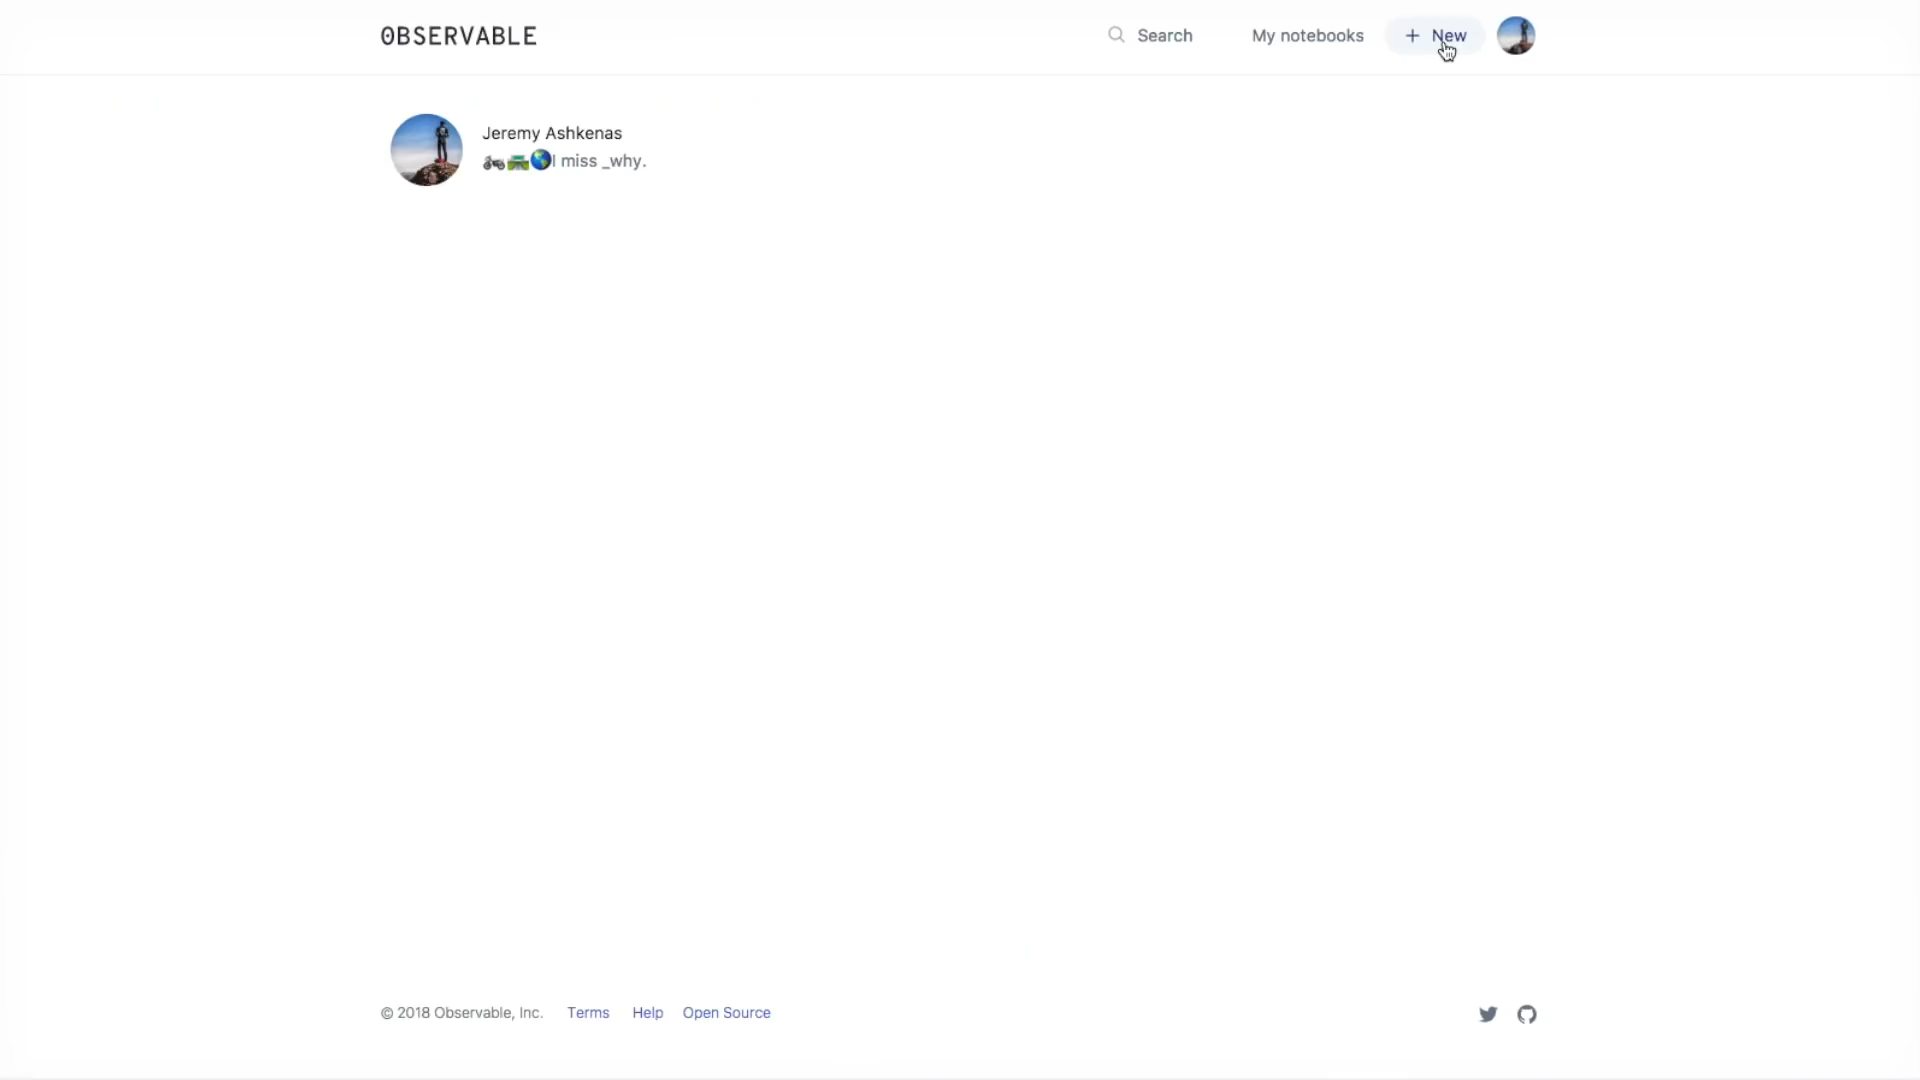 OBSERVABLE
Search
My notebooks
+ New
Jeremy Ashkenas
🏍🛤🌎I miss _why.
© 2018 Observable, Inc. Terms Help Open Source